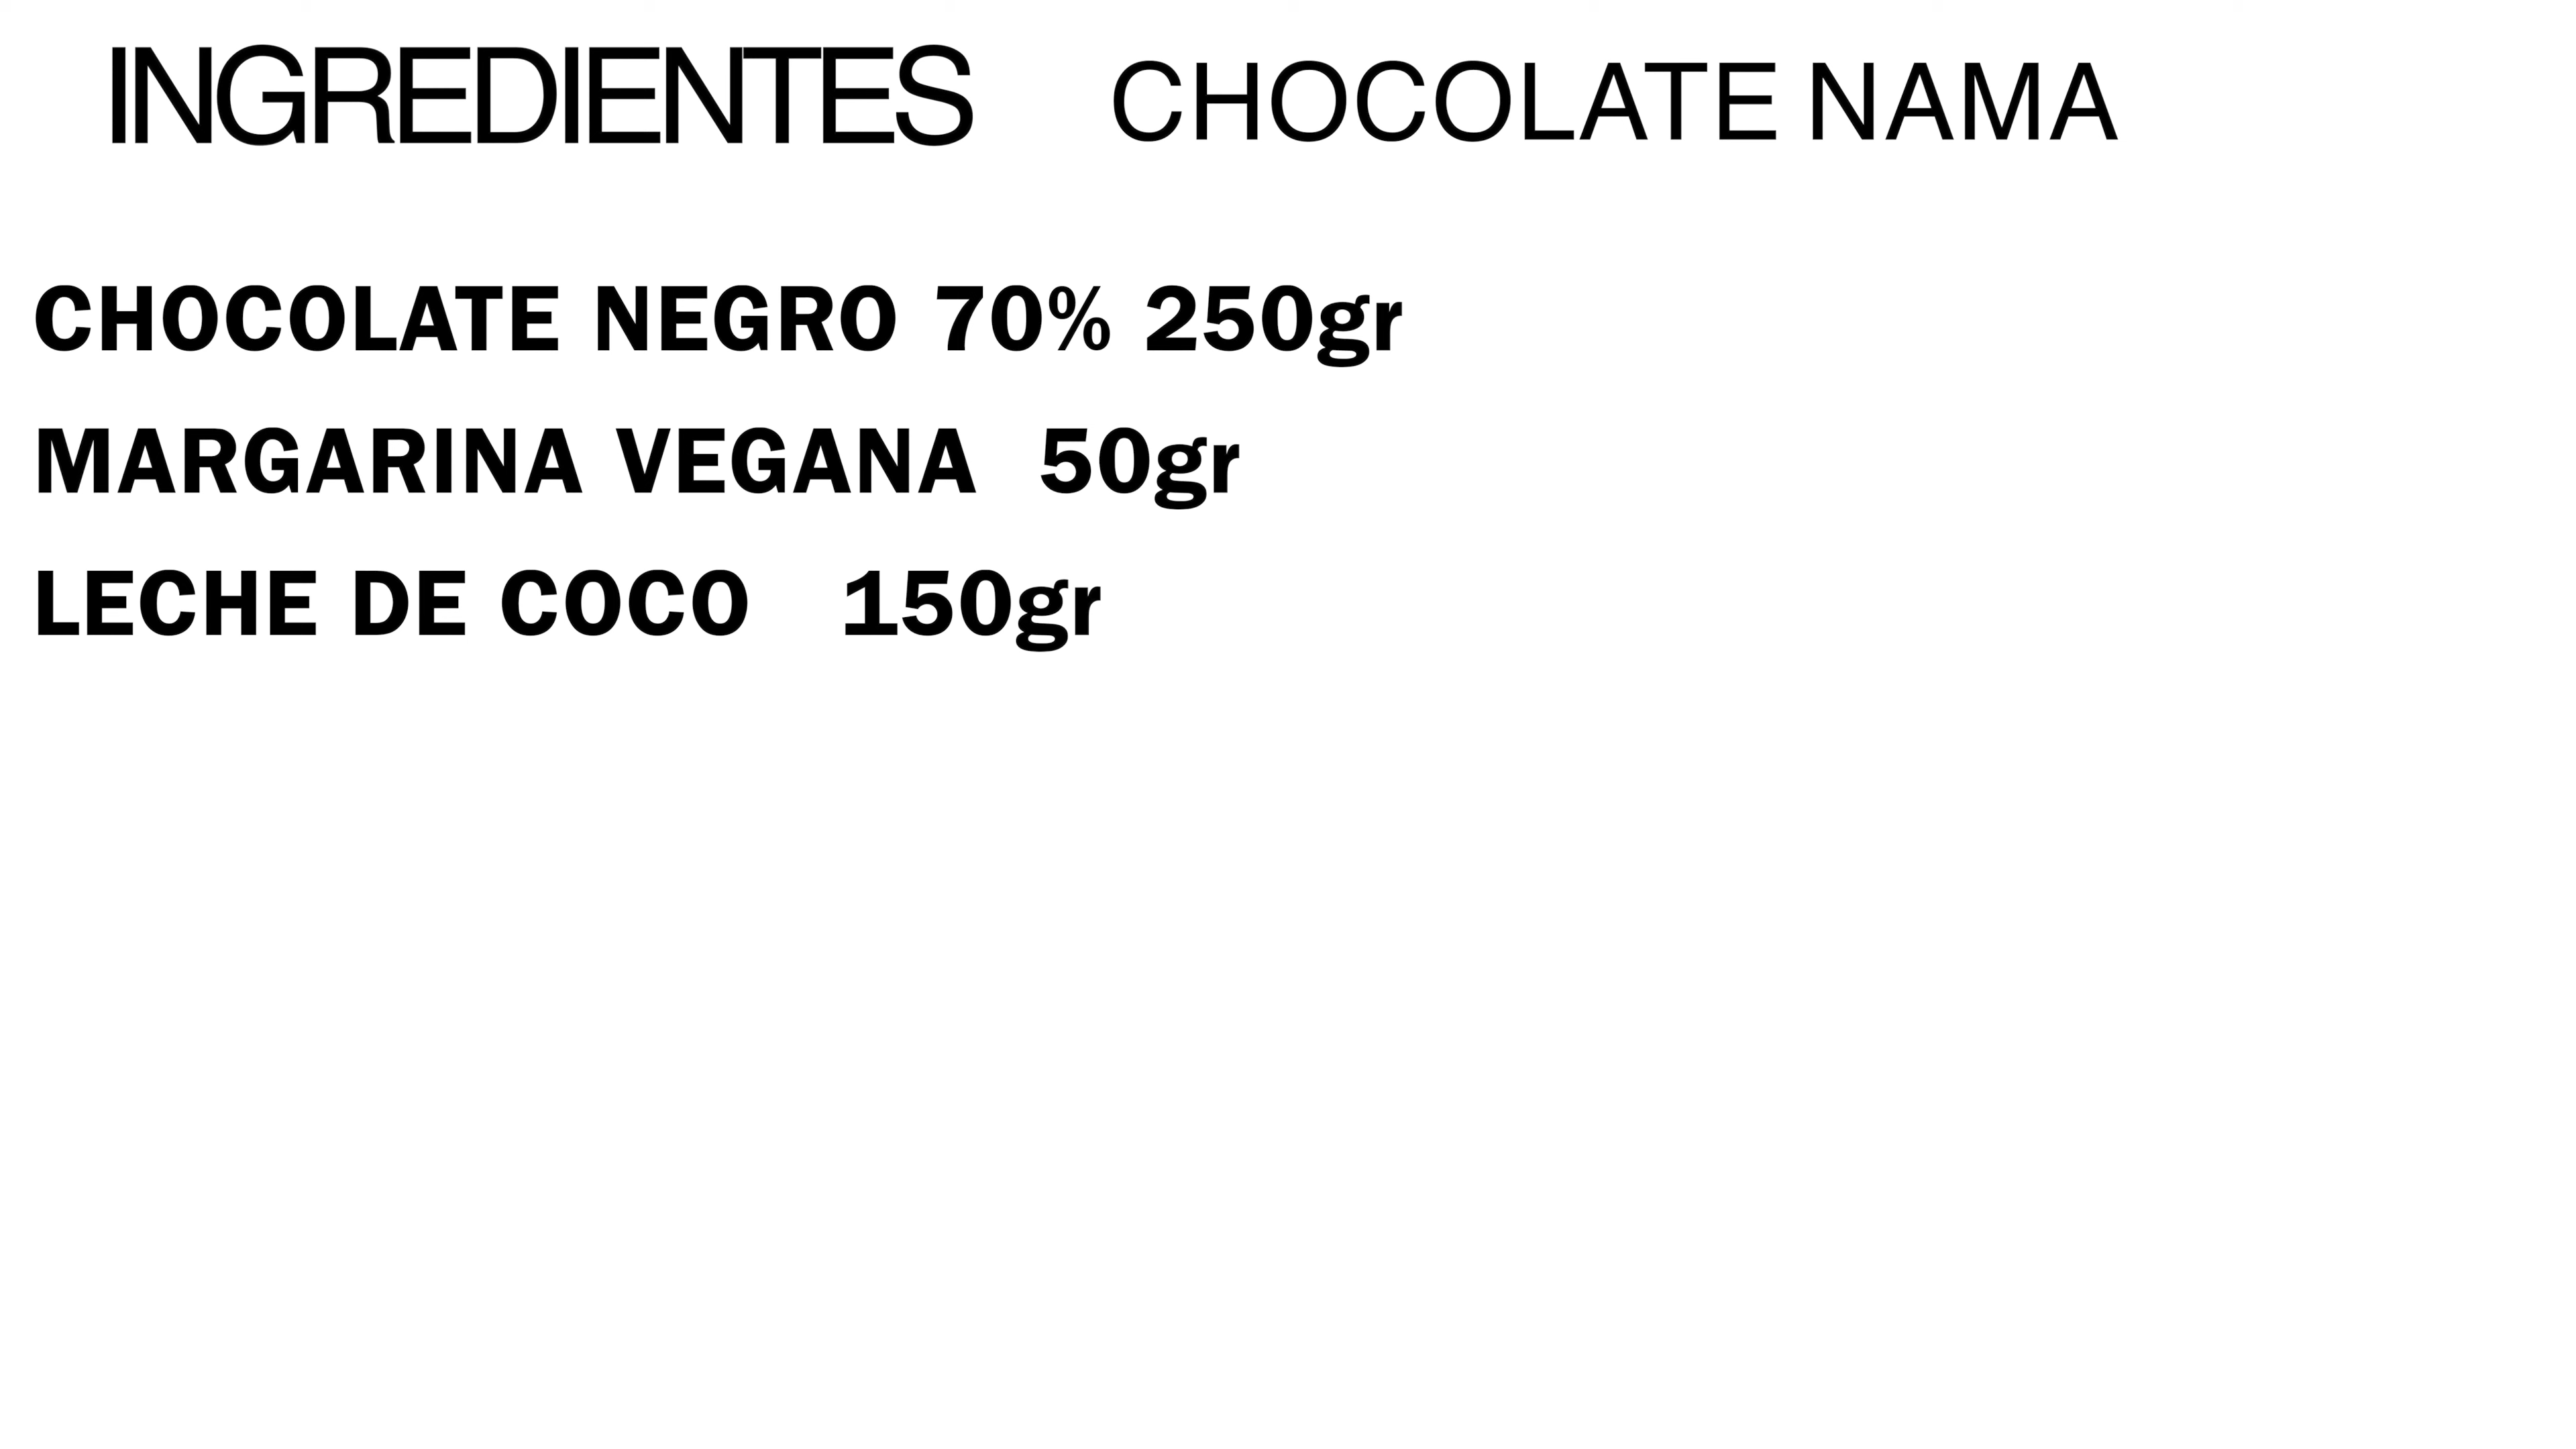 INGREDIENTES CHOCOLATE NAMA
CHOCOLATE NEGRO 70% 250gr
MARGARINA VEGANA 50gr
LECHE DE COCO 150gr